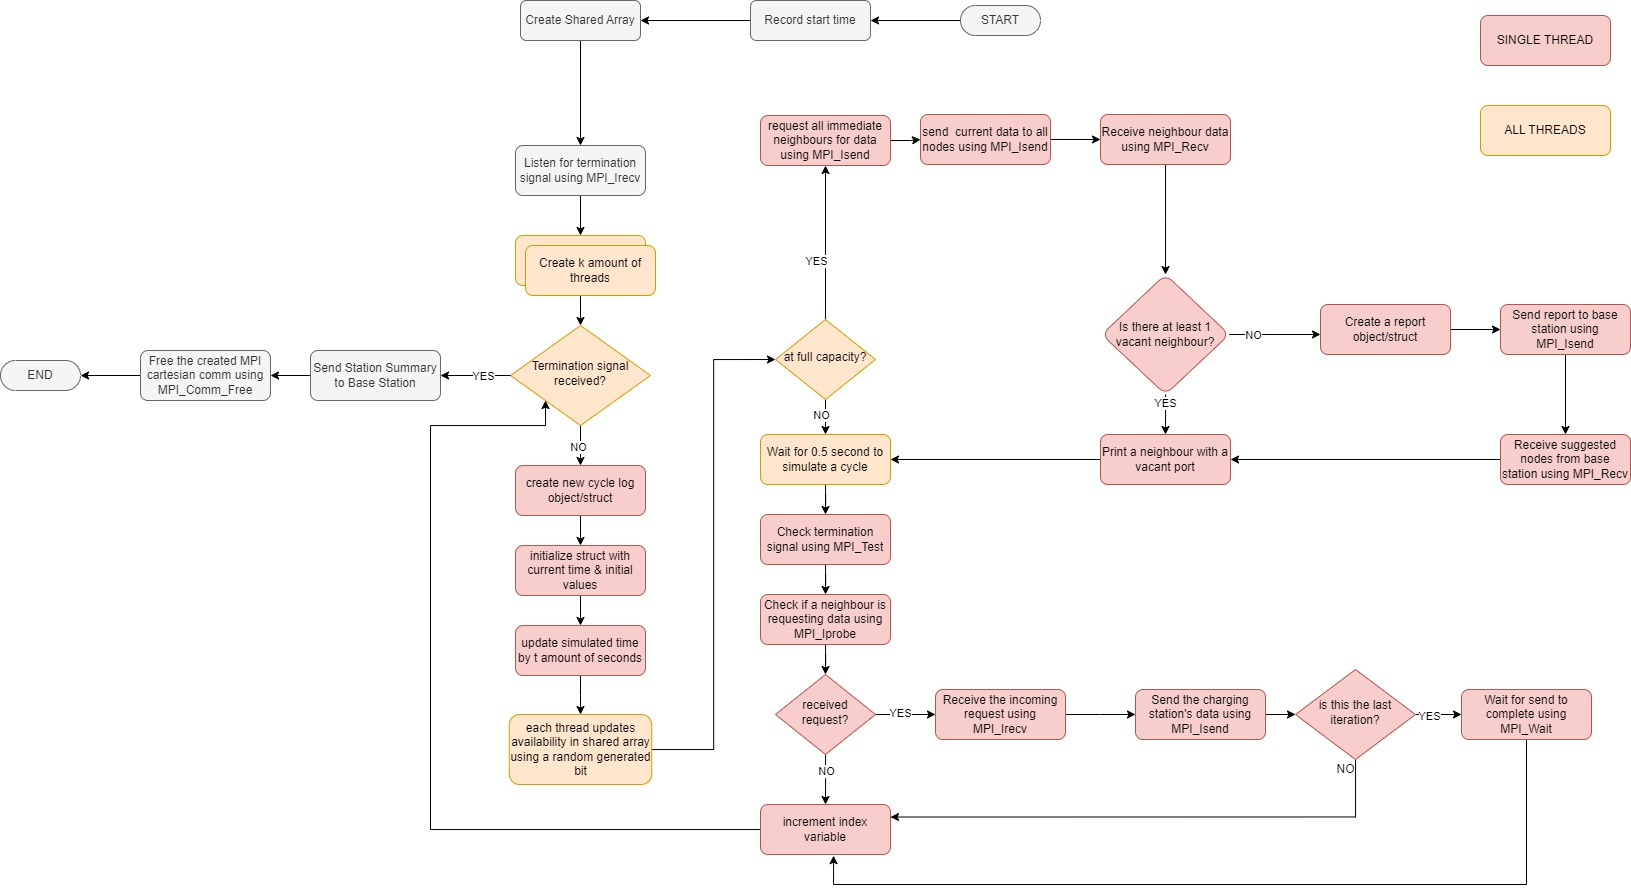 START
Record start time
Create Shared Array
SINGLE THREAD
ALL THREADS
Listen for termination
signal using MPI_Irecv
Create k amount of
threads
Termination signal
received?
YES
Send Station Summary
to Base Station
Free the created MPI
cartesian comm using
MPI_Comm_Free
END
NO
create new cycle log
object/struct
initialize struct with
current time & initial
values
update simulated time
by t amount of seconds
each thread updates
availability in shared array
using a random generated
bit
at full capacity?
YES
request all immediate
neighbours for data
using MPI_Isend
send  current data to all
nodes using MPI_Isend
Receive neighbour data
using MPI_Recv
Is there at least 1
vacant neighbour?
NO
Create a report
object/struct
Send report to base
station using
MPI_Isend
Receive suggested
nodes from base
station using MPI_Recv
YES
Print a neighbour with a
vacant port
NO
Wait for 0.5 second to
simulate a cycle
Check termination
signal using MPI_Test
Check if a neighbour is
requesting data using
MPI_Iprobe
received
request?
YES
Receive the incoming
request using
MPI_Irecv
Send the charging
station's data using
MPI_Isend
is this the last
iteration?
YES
Wait for send to
complete using
MPI_Wait
NO
NO
increment index
variable